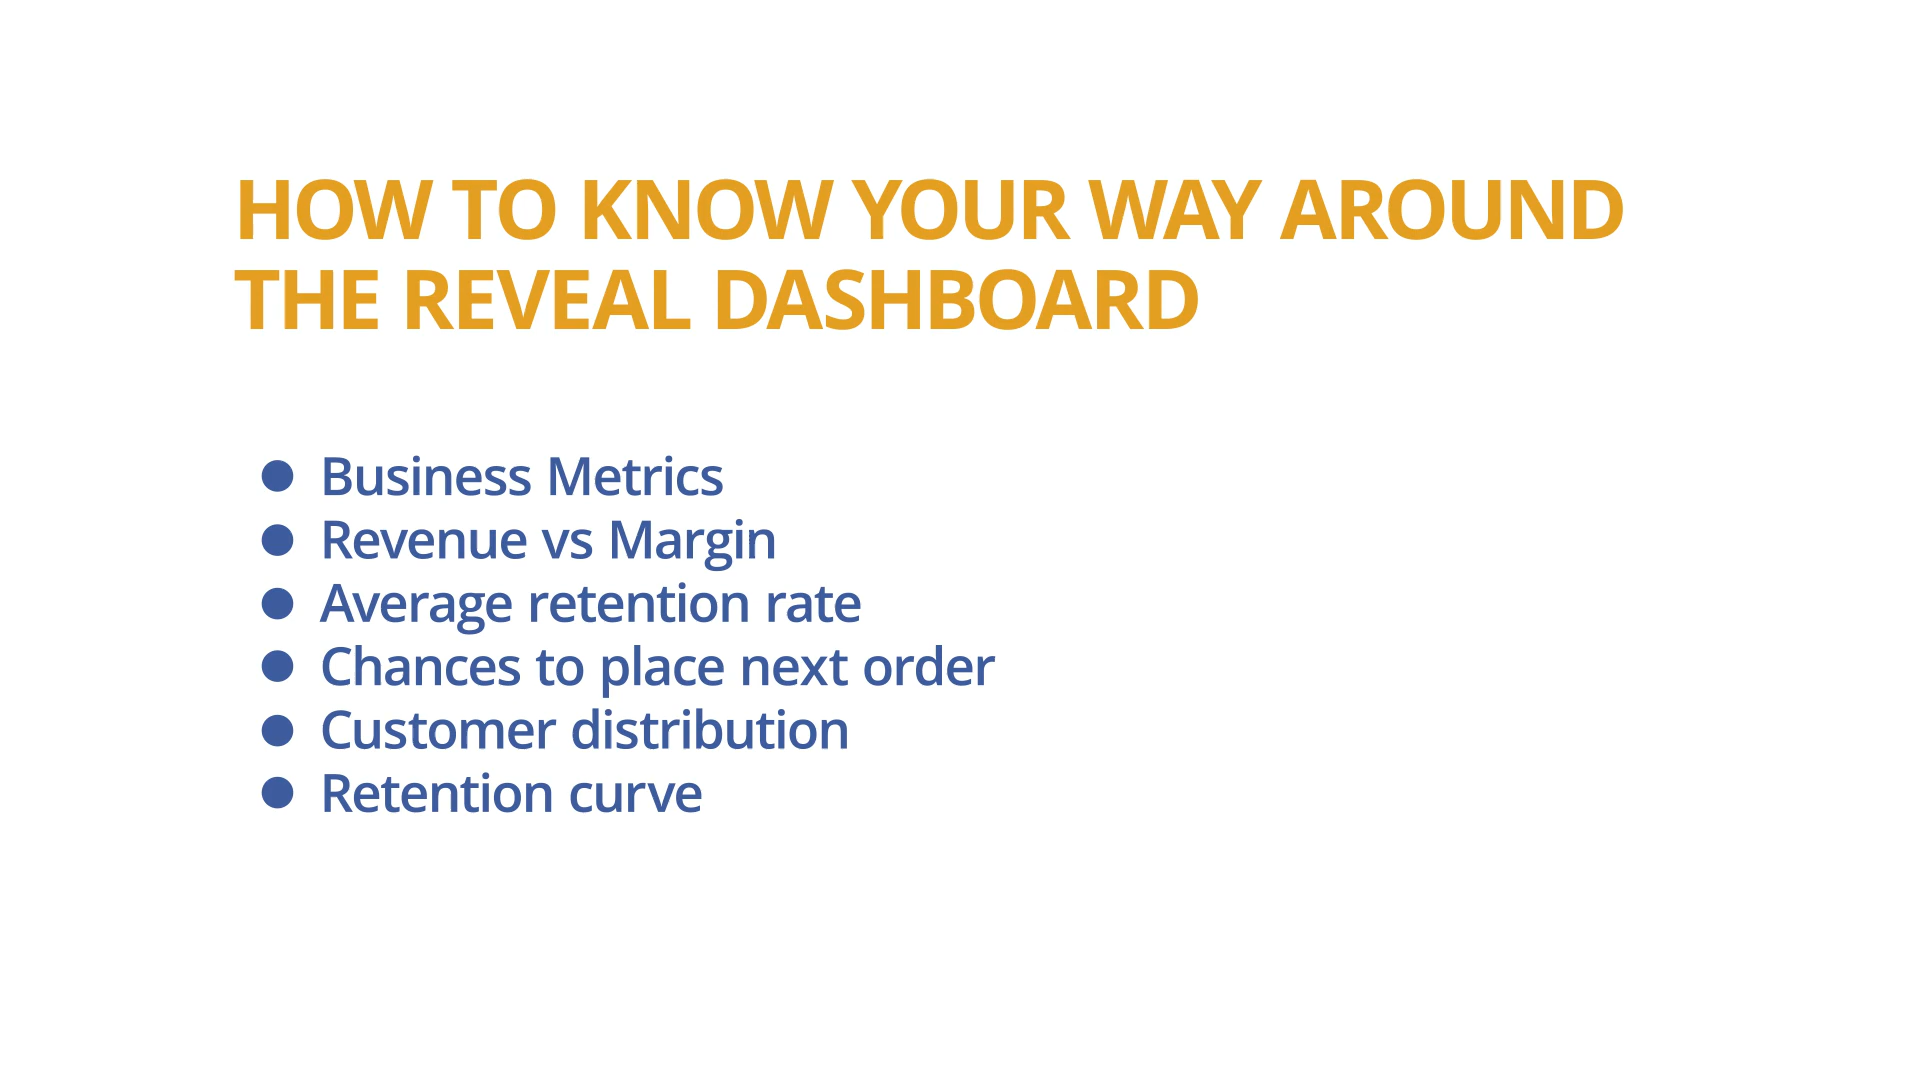 HOW TO KNOW YOUR WAY AROUND
THE REVEAL DASHBOARD
● Business Metrics
● Revenue vs Margin
● Average retention rate
● Chances to place next order
● Customer distribution
● Retention curve